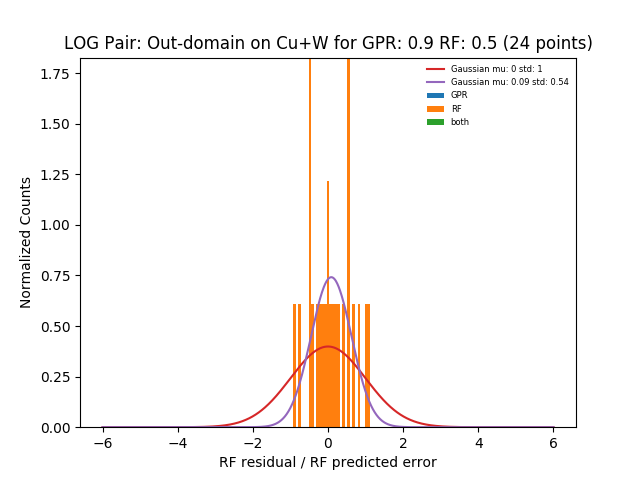 LOG Pair: Out-domain on Cu+W for GPR: 0.9 RF: 0.5 (24 points)
Gaussian mu: 0 std: 1
Gaussian mu: 0.09 std: 0.54
GPR
RF
both
1.75
1.50
1.25
1.00
0.75
0.50
0.25
0.00
Normalized Counts
−6 −4 −2 0 2 4 6
RF residual / RF predicted error